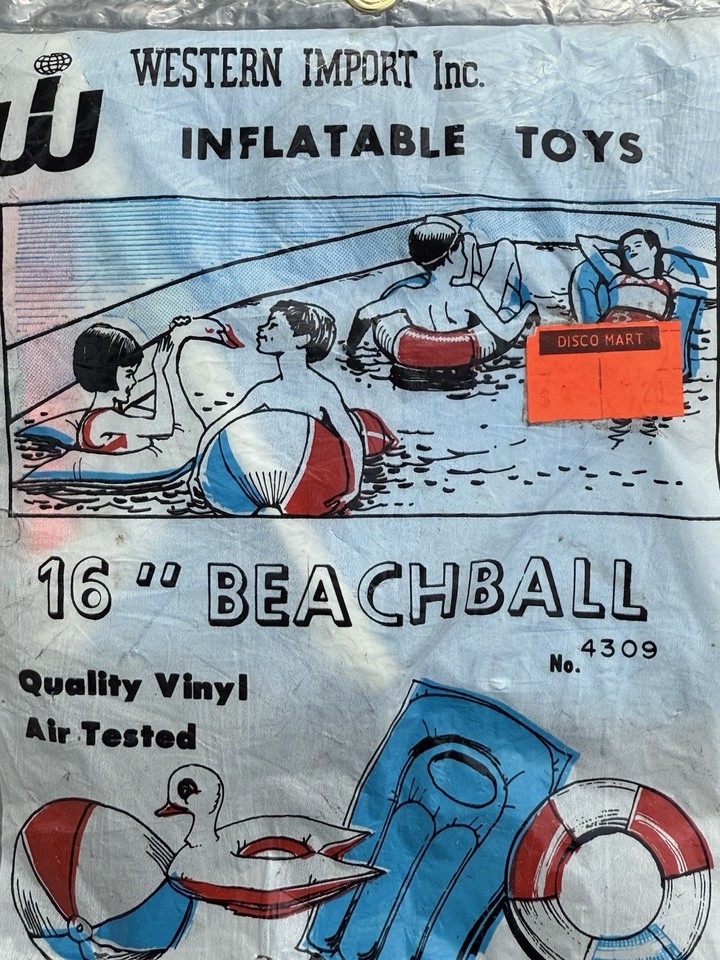 WESTERN IMPORT Inc.
INFLATABLE TOYS
DISCO MART
16" BEACHBALL
No. 4309
Quality Vinyl
Air Tested